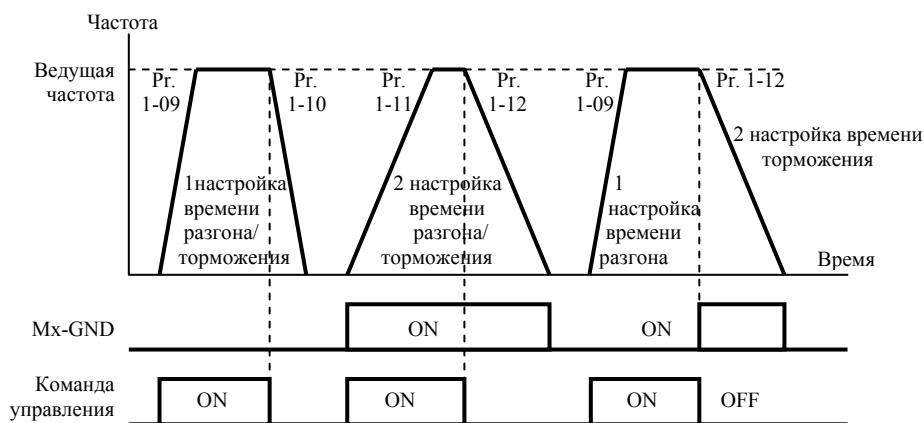 Частота
Ведущая
частота
Pr.
1-09
Pr.
1-10
Pr.
1-11
Pr.
1-12
Pr.
1-09
Pr. 1-12
2 настройка времени
торможения
1настройка
времени
разгона/
торможения
2 настройка
времени
разгона/
торможения
1
настройка
времени
разгона
Время
Mx-GND
ON
ON
Команда
управления
ON
ON
ON
OFF